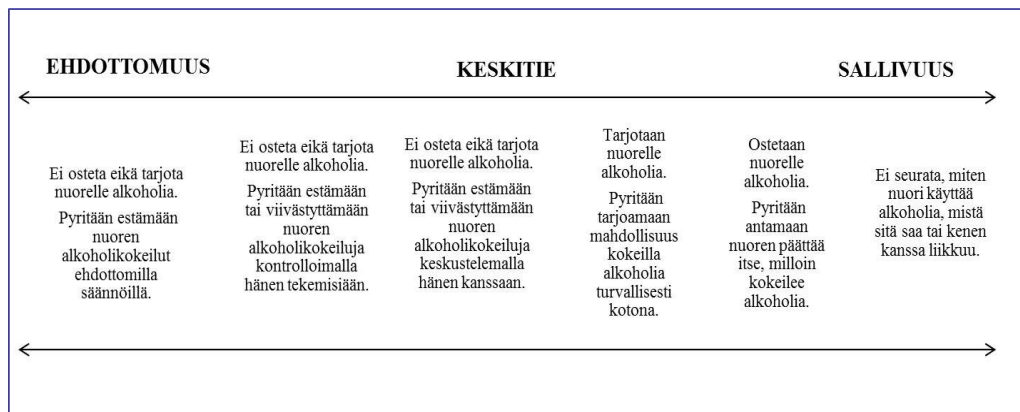 EHDOTTOMUUS
KESKITIE
SALLIVUUS
Ei osteta eikä tarjota
nuorelle alkoholia.
Pyritään estämään
nuoren
alkoholikokeilut
ehdottomilla
säännöillä.
Ei osteta eikä tarjota
nuorelle alkoholia.
Pyritään estämään
tai viivästyttämään
nuoren
alkoholikokeiluja
kontrolloimalla
hänen tekemisiään.
Ei osteta eikä tarjota
nuorelle alkoholia.
Pyritään estämään
tai viivästyttämään
nuoren
alkoholikokeiluja
keskustelemalla
hänen kanssaan.
Tarjotaan
nuorelle
alkoholia.
Pyritään
tarjoamaan
mahdollisuus
kokeilla
alkoholia
turvallisesti
kotona.
Ostetaan
nuorelle
alkoholia.
Pyritään
antamaan
nuoren päättää
itse, milloin
kokeilee
alkoholia.
Ei seurata, miten
nuori käyttää
alkoholia, mistä
sitä saa tai kenen
kanssa liikkuu.